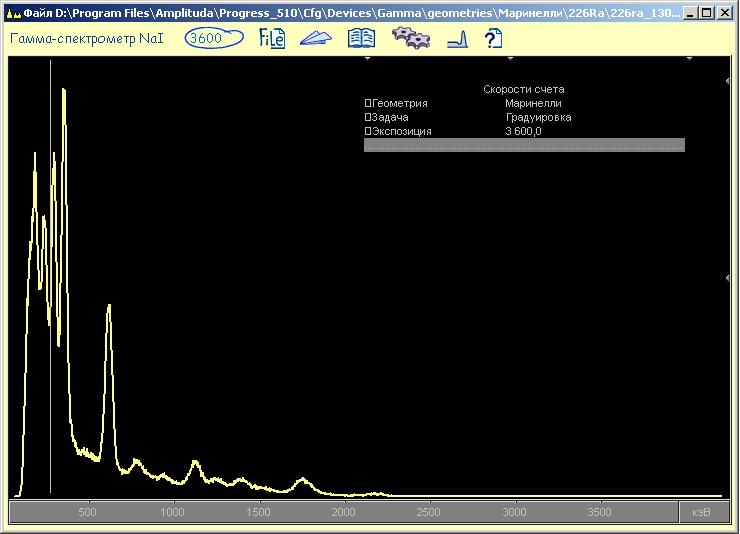 Файл D:\Program Files\Amplituda\Progress_510\Cfg\Devices\Gamma\geometries\Маринелли\226Ra\226ra_130...
Гамма-спектрометр NaI 3600 File
Скорости счета
Геометрия Маринелли
Задача Градуировка
Экспозиция 3 600,0
500 1000 1500 2000 2500 3000 3500 кэВ